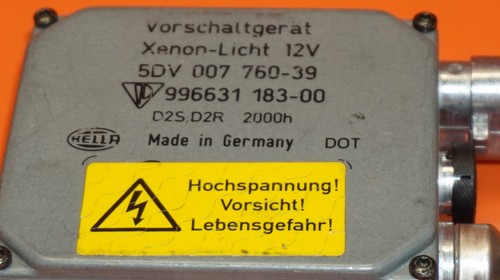 Vorschaltgerät
Xenon-Licht 12V
5DV 007 760-39
996631 183-00
D2S,D2R 2000h
HELLA Made in Germany DOT
Hochspannung!
Vorsicht!
Lebensgefahr!